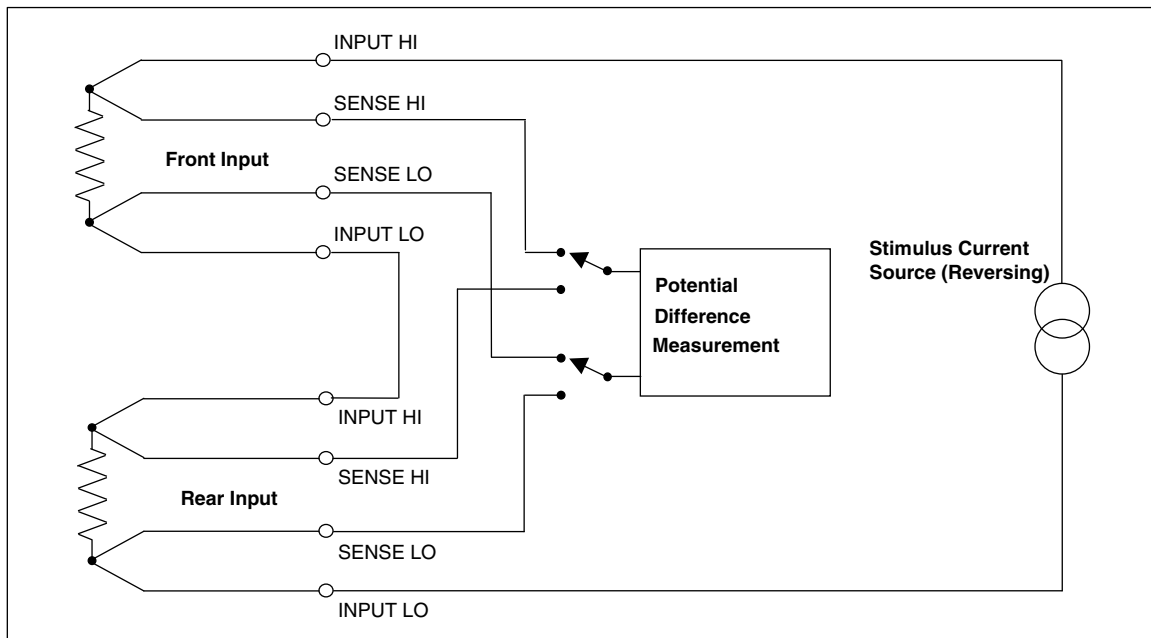 INPUT HI
SENSE HI
Front Input
SENSE LO
INPUT LO
Stimulus Current
Source (Reversing)
Potential
Difference
Measurement
INPUT HI
SENSE HI
Rear Input
SENSE LO
INPUT LO